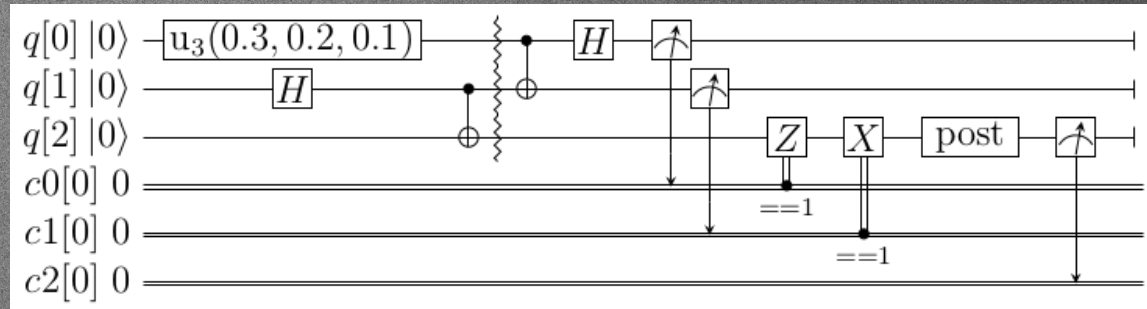 q[0] |0⟩ u₃(0.3, 0.2, 0.1) H
q[1] |0⟩ H
q[2] |0⟩ Z X post
c0[0] 0
==1
c1[0] 0
==1
c2[0] 0